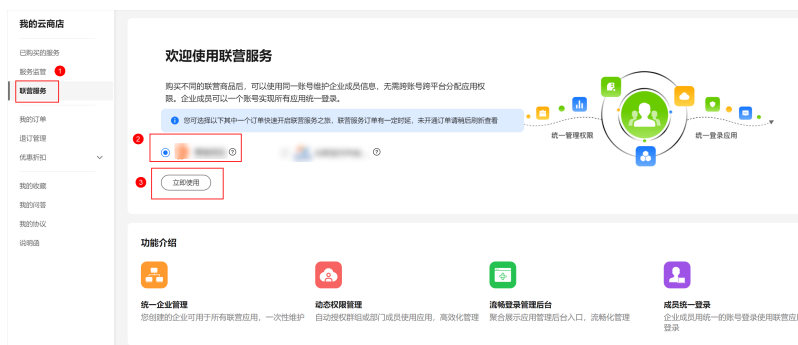 我的云商店
已购买的服务
服务监管 1
联营服务
我的订单
退订管理
优惠折扣
我的收藏
我的问答
我的协议
说明函
欢迎使用联营服务
购买不同的联营商品后，可以使用同一账号维护企业成员信息，无需跨账号跨平台分配应用权
限。企业成员可以一个账号实现所有应用统一登录。
您可选择以下其中一个订单快速开启联营服务之旅，联营服务订单有一定时延，未开通订单请稍后刷新查看
2
3
立即使用
统一管理权限
统一登录应用
功能介绍
统一企业管理
您创建的企业可用于所有联营应用，一次性维护
动态权限管理
自动授权群组或部门成员使用应用，高效化管理
流畅登录管理后台
聚合展示应用管理后台入口，流畅化管理
成员统一登录
企业成员用统一的账号登录使用联营应
登录